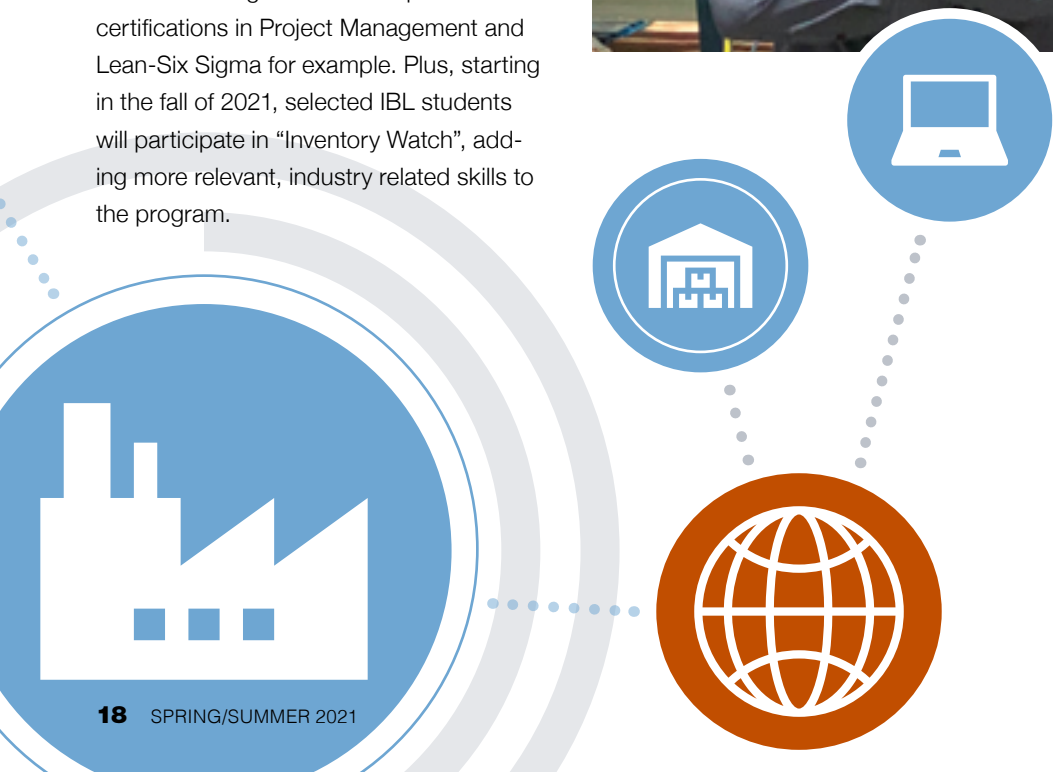 certifications in Project Management and
Lean-Six Sigma for example. Plus, starting
in the fall of 2021, selected IBL students
will participate in “Inventory Watch”, add-
ing more relevant, industry related skills to
the program.
18 SPRING/SUMMER 2021